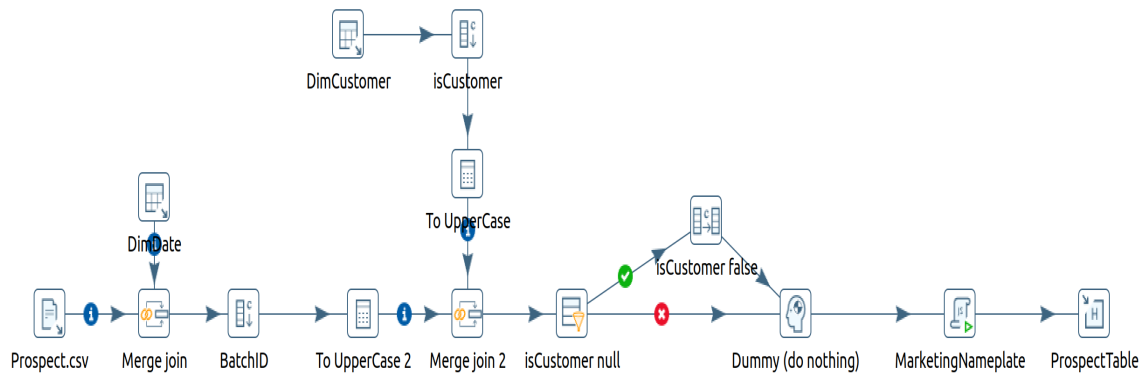 DimCustomer
isCustomer
To UpperCase
DimDate
isCustomer false
Prospect.csv
Merge join
BatchID
To UpperCase 2
Merge join 2
isCustomer null
Dummy (do nothing)
MarketingNameplate
ProspectTable